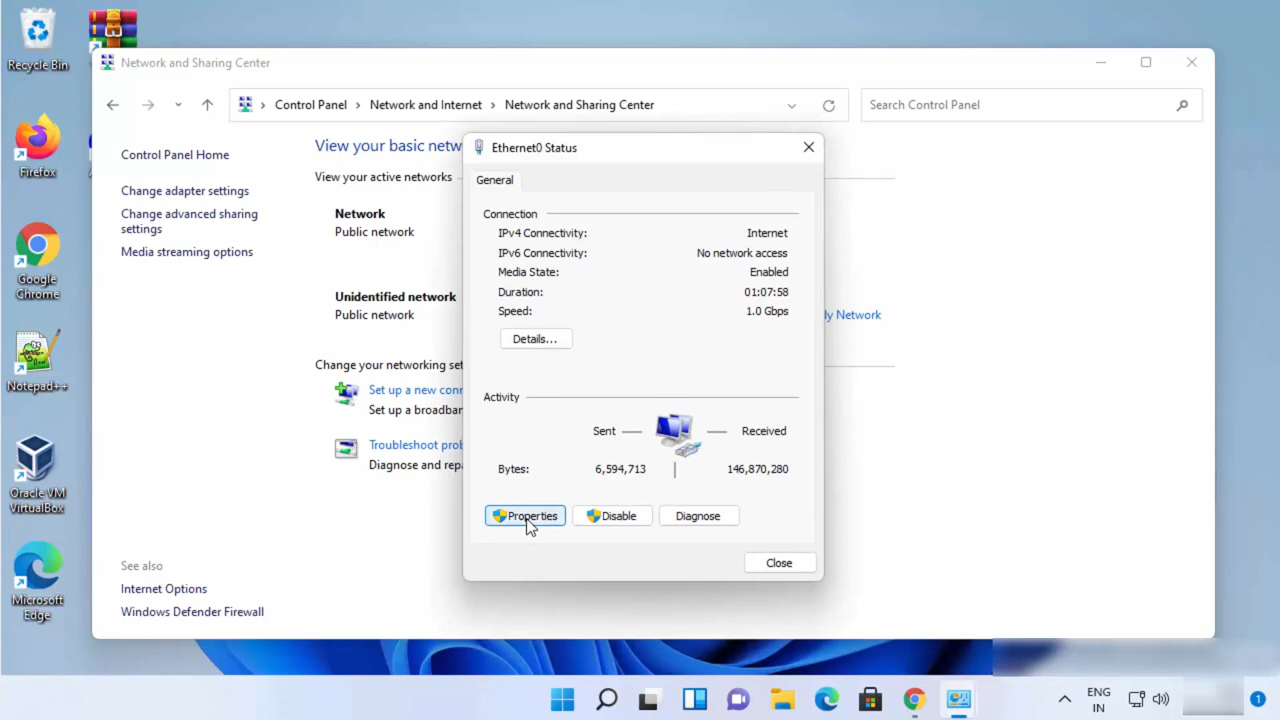 Recycle Bin
Firefox
Google
Chrome
Notepad++
Oracle VM
VirtualBox
Microsoft
Edge
Network and Sharing Center
Control Panel > Network and Internet > Network and Sharing Center
Search Control Panel
Control Panel Home
Change adapter settings
Change advanced sharing
settings
Media streaming options
See also
Internet Options
Windows Defender Firewall
View your basic netw
View your active networks
Network
Public network
Unidentified network
Public network
Change your networking set
Set up a new conn
Set up a broadban
Troubleshoot prob
Diagnose and repa
Network
Ethernet0 Status
General
Connection
IPv4 Connectivity: Internet
IPv6 Connectivity: No network access
Media State: Enabled
Duration: 01:07:58
Speed: 1.0 Gbps
Details...
Activity
Sent Received
Bytes: 6,594,713 146,870,280
Properties Disable Diagnose
Close
ENG
IN
1